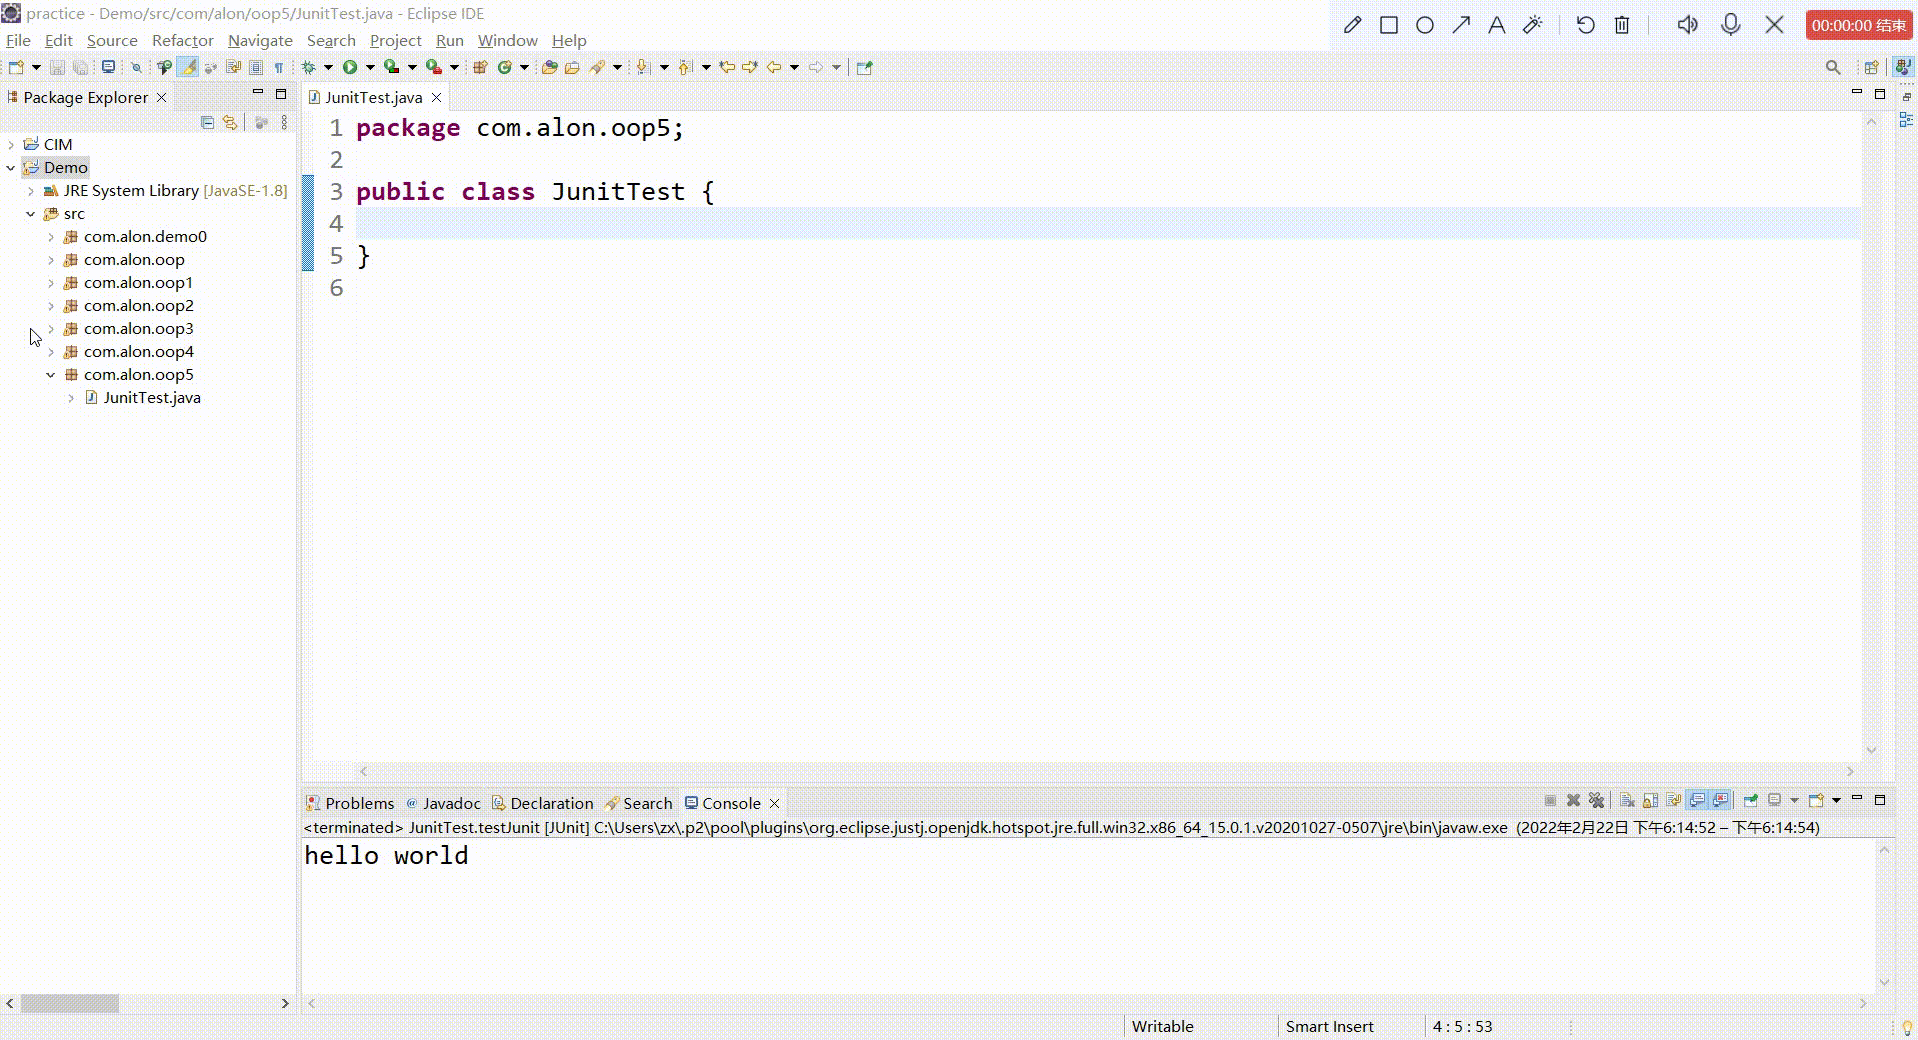 practice - Demo/src/com/alon/oop5/JunitTest.java - Eclipse IDE
00:00:00 结束
File Edit Source Refactor Navigate Search Project Run Window Help
Package Explorer
JunitTest.java
CIM
Demo
JRE System Library [JavaSE-1.8]
src
com.alon.demo0
com.alon.oop
com.alon.oop1
com.alon.oop2
com.alon.oop3
com.alon.oop4
com.alon.oop5
JunitTest.java
1 package com.alon.oop5;
2
3 public class JunitTest {
4
5 }
6
Problems @ Javadoc Declaration Search Console
<terminated> JunitTest.testJunit [JUnit] C:\Users\zx\.p2\pool\plugins\org.eclipse.justj.openjdk.hotspot.jre.full.win32.x86_64_15.0.1.v20201027-0507\jre\bin\javaw.exe (2022年2月22日 下午6:14:52 – 下午6:14:54)
hello world
Writable Smart Insert 4 : 5 : 53